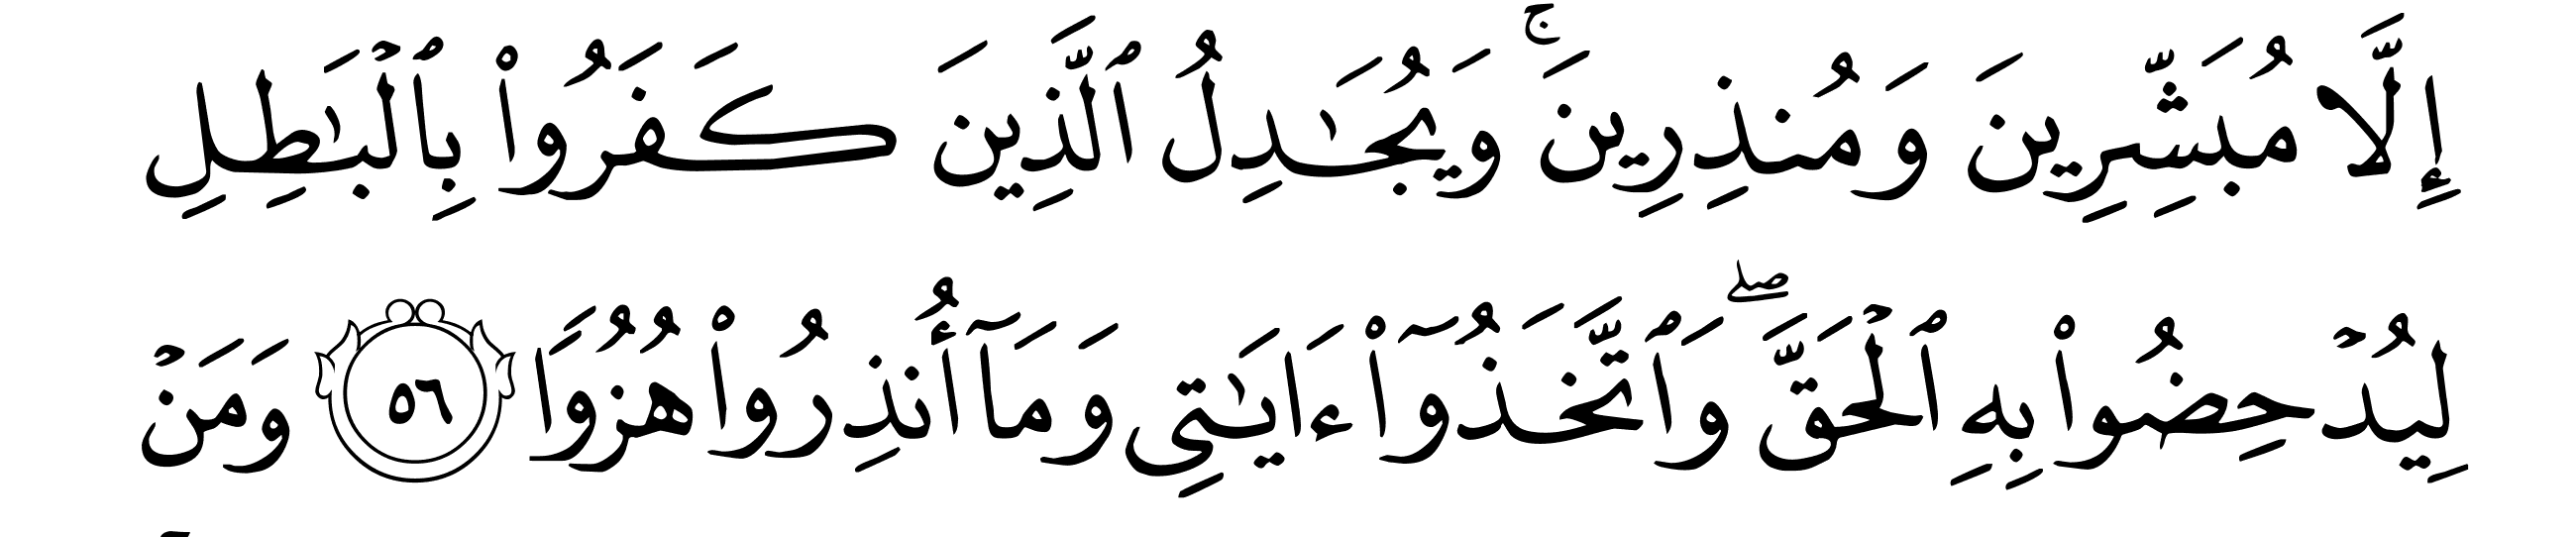 إِلَّا مُبَشِّرِينَ وَمُنذِرِينَۚ وَيُجَٰدِلُ ٱلَّذِينَ كَفَرُوا۟ بِٱلْبَٰطِلِ
لِيُدْحِضُوا۟ بِهِ ٱلْحَقَّۖ وَٱتَّخَذُوٓا۟ ءَايَٰتِى وَمَآ أُنذِرُوا۟ هُزُوًا ٥٦ وَمَنْ